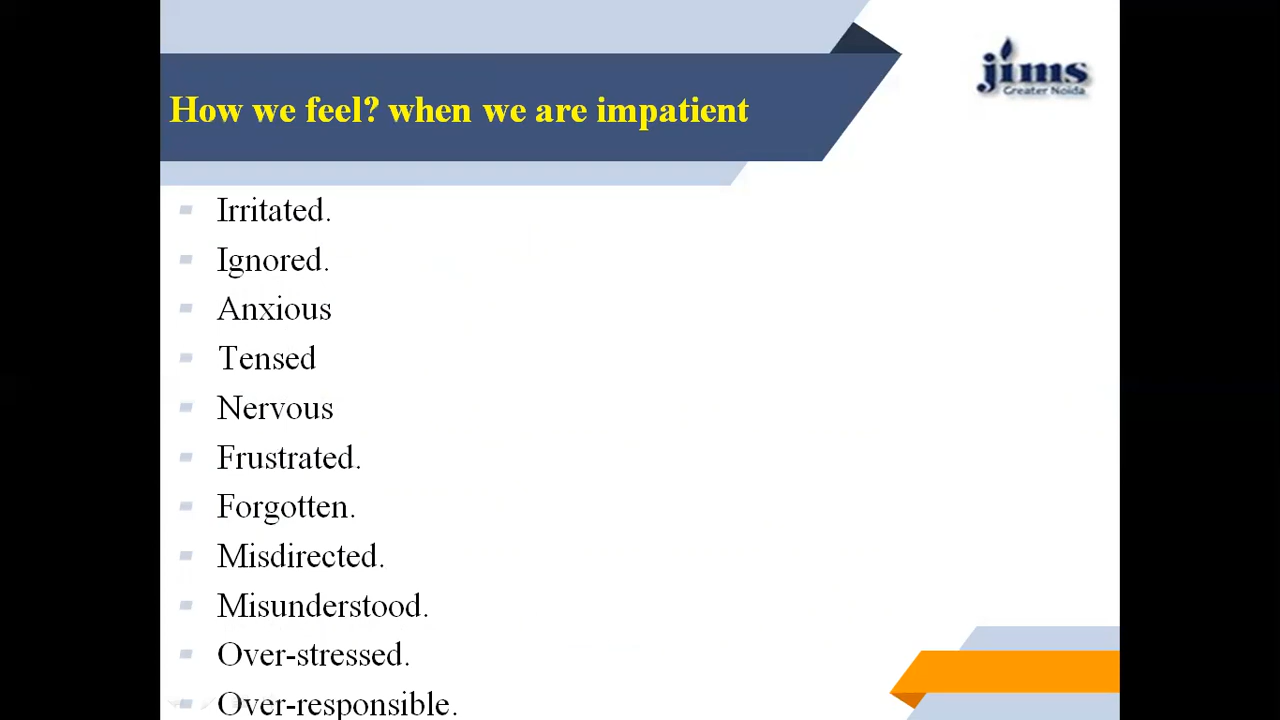 jims
Greater Noida
How we feel? when we are impatient
Irritated.
Ignored.
Anxious
Tensed
Nervous
Frustrated.
Forgotten.
Misdirected.
Misunderstood.
Over-stressed.
Over-responsible.